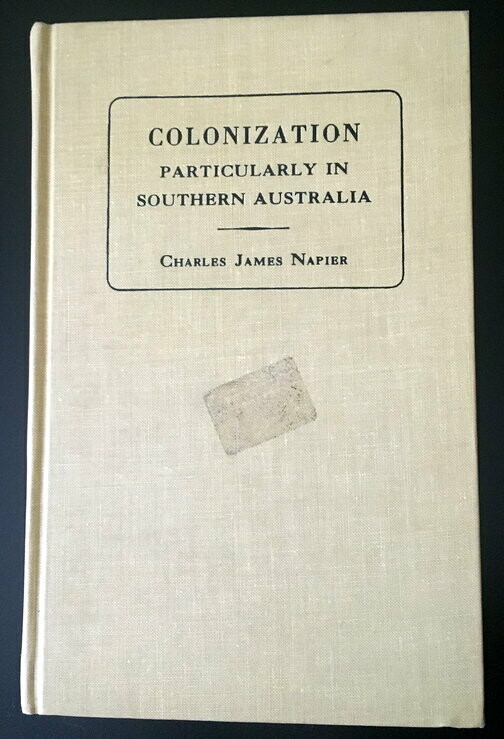 COLONIZATION
PARTICULARLY IN
SOUTHERN AUSTRALIA
CHARLES JAMES NAPIER